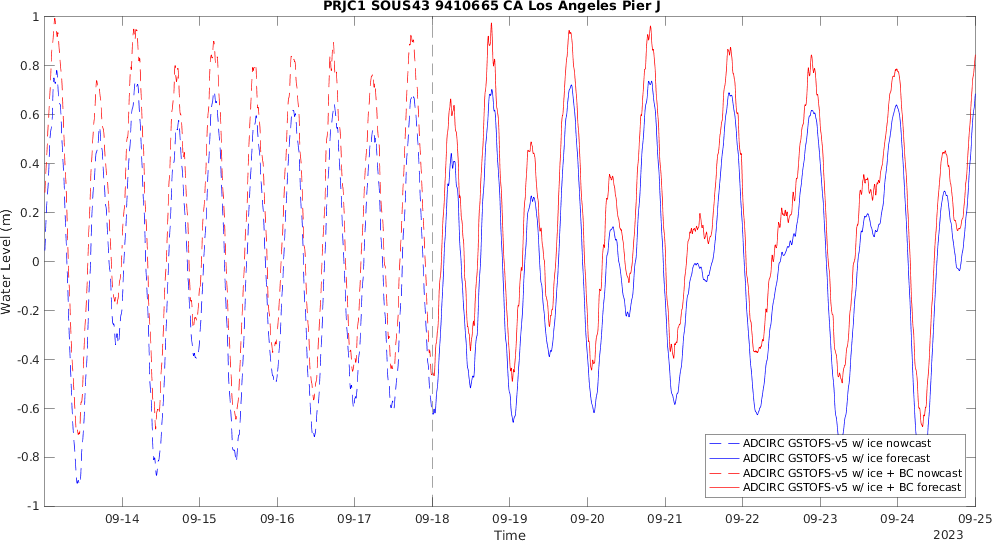 PRJC1 SOUS43 9410665 CA Los Angeles Pier J
Water Level (m)
1
0.8
0.6
0.4
0.2
0
-0.2
-0.4
-0.6
-0.8
-1
ADCIRC GSTOFS-v5 w/ ice nowcast
ADCIRC GSTOFS-v5 w/ ice forecast
ADCIRC GSTOFS-v5 w/ ice + BC nowcast
ADCIRC GSTOFS-v5 w/ ice + BC forecast
09-14 09-15 09-16 09-17 09-18 09-19 09-20 09-21 09-22 09-23 09-24 09-25
Time
2023